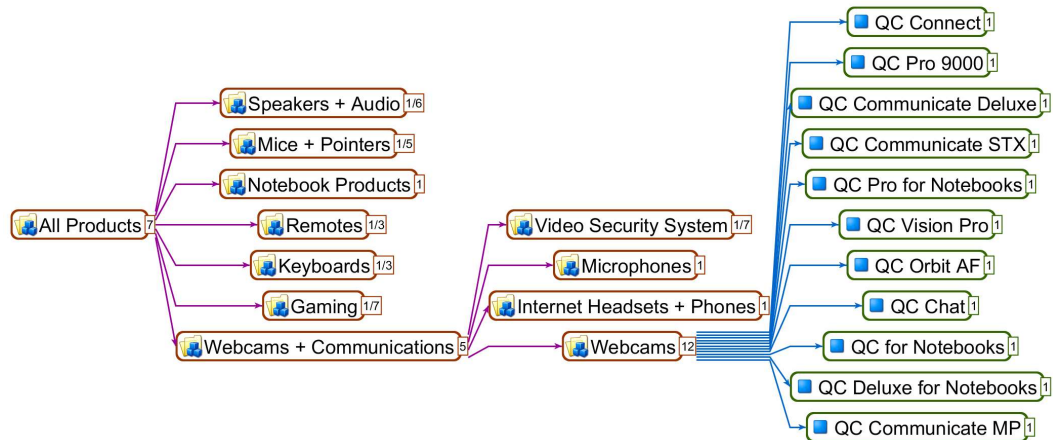 QC Connect 1
QC Pro 9000 1
Speakers + Audio 1/6
QC Communicate Deluxe 1
Mice + Pointers 1/5
QC Communicate STX 1
Notebook Products 1
QC Pro for Notebooks 1
All Products 7
Remotes 1/3
Video Security System 1/7
QC Vision Pro 1
Keyboards 1/3
Microphones 1
QC Orbit AF 1
Gaming 1/7
Internet Headsets + Phones 1
QC Chat 1
Webcams + Communications 5
Webcams 12
QC for Notebooks 1
QC Deluxe for Notebooks 1
QC Communicate MP 1